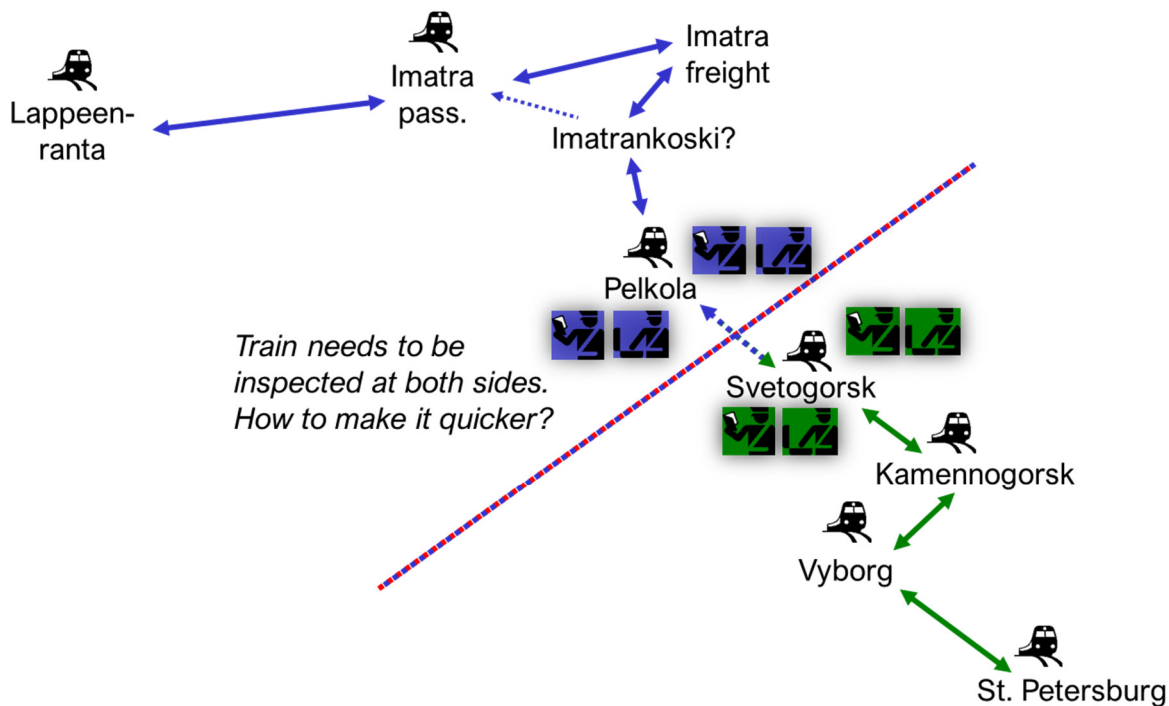 Lappeen-
ranta
Imatra
pass.
Imatra
freight
Imatrankoski?
Pelkola
Train needs to be
inspected at both sides.
How to make it quicker?
Svetogorsk
Kamennogorsk
Vyborg
St. Petersburg